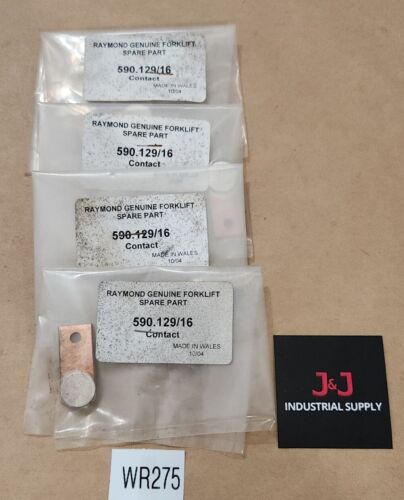 RAYMOND GENUINE FORKLIFT
SPARE PART
590.129/16
Contact
MADE IN WALES
10/04
RAYMOND GENUINE FORKLIFT
SPARE PART
590.129/16
Contact
RAYMOND GENUINE FORKLIFT
SPARE PART
590.129/16
Contact
MADE IN WALES
10/04
RAYMOND GENUINE FORKLIFT
SPARE PART
590.129/16
Contact
MADE IN WALES
10/04
J&J
INDUSTRIAL SUPPLY
WR275